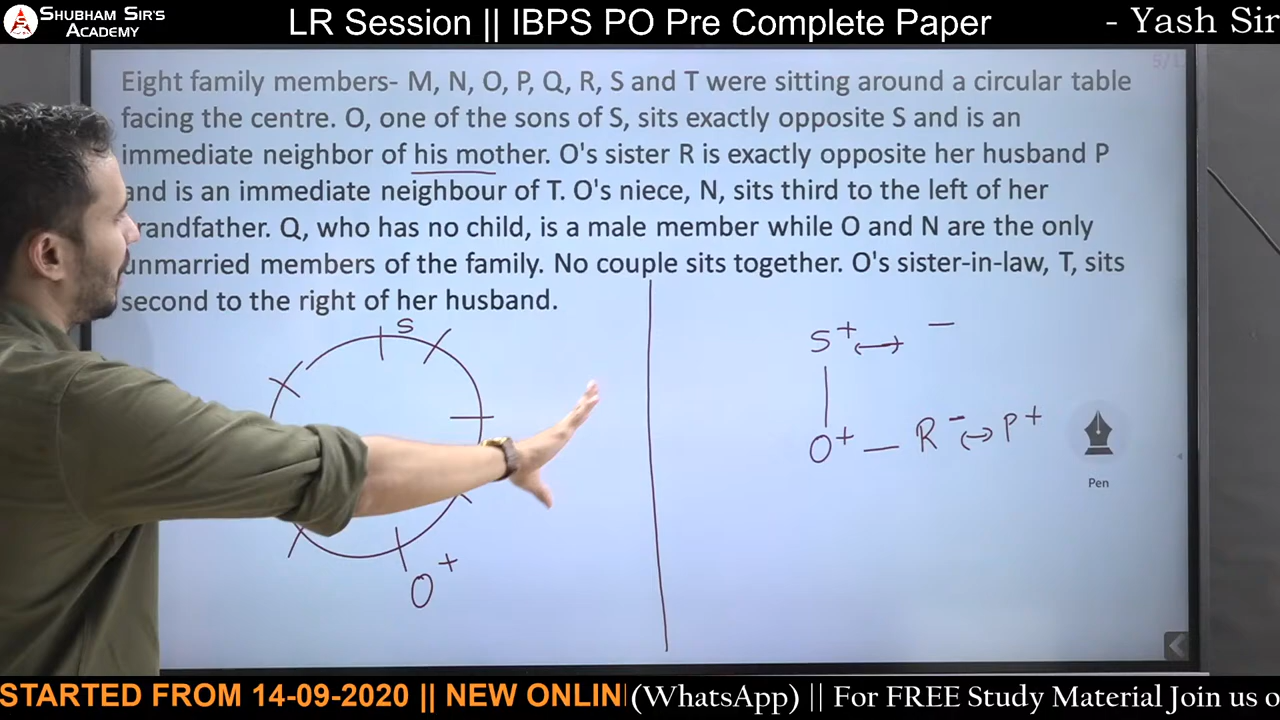 SHUBHAM SIR'S
ACADEMY
LR Session || IBPS PO Pre Complete Paper
- Yash Sir
Eight family members- M, N, O, P, Q, R, S and T were sitting around a circular table
facing the centre. O, one of the sons of S, sits exactly opposite S and is an
immediate neighbor of his mother. O's sister R is exactly opposite her husband P
and is an immediate neighbour of T. O's niece, N, sits third to the left of her
randfather. Q, who has no child, is a male member while O and N are the only
unmarried members of the family. No couple sits together. O's sister-in-law, T, sits
second to the right of her husband.
S
S+ ↔ −
O+ — R− ↔ P+
O+
Pen
STARTED FROM 14-09-2020 || NEW ONLIN
(WhatsApp) || For FREE Study Material Join us o